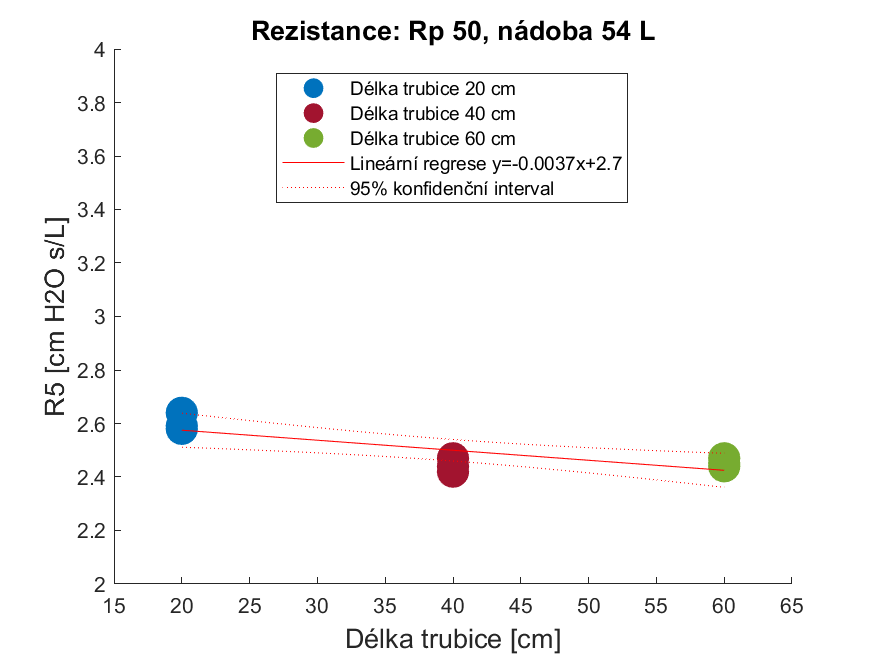 Rezistance: Rp 50, nádoba 54 L
4
3.8
3.6
3.4
3.2
3
2.8
2.6
2.4
2.2
2
R5 [cm H2O s/L]
Délka trubice 20 cm
Délka trubice 40 cm
Délka trubice 60 cm
Lineární regrese y=-0.0037x+2.7
95% konfidenční interval
15 20 25 30 35 40 45 50 55 60 65
Délka trubice [cm]